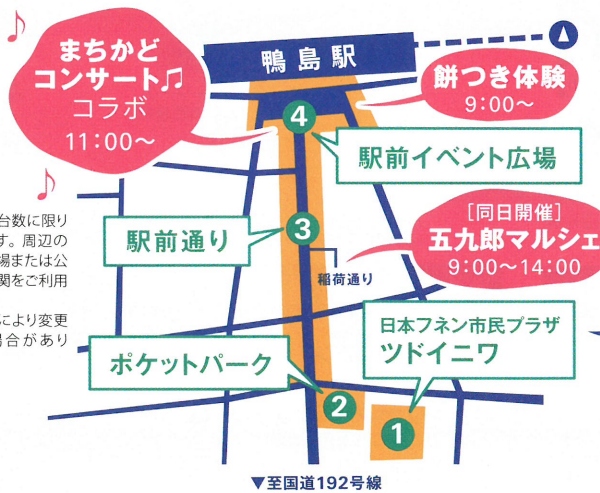 鴨島駅
まちかど
コンサート♫
コラボ
11:00～
餅つき体験
9:00～
4
駅前イベント広場
台数に限り
す。周辺の
場または公
関をご利用
により変更
場合があり
駅前通り
3
稲荷通り
［同日開催］
五九郎マルシェ
9:00～14:00
日本フネン市民プラザ
ツドイニワ
ポケットパーク
2
1
▼至国道192号線